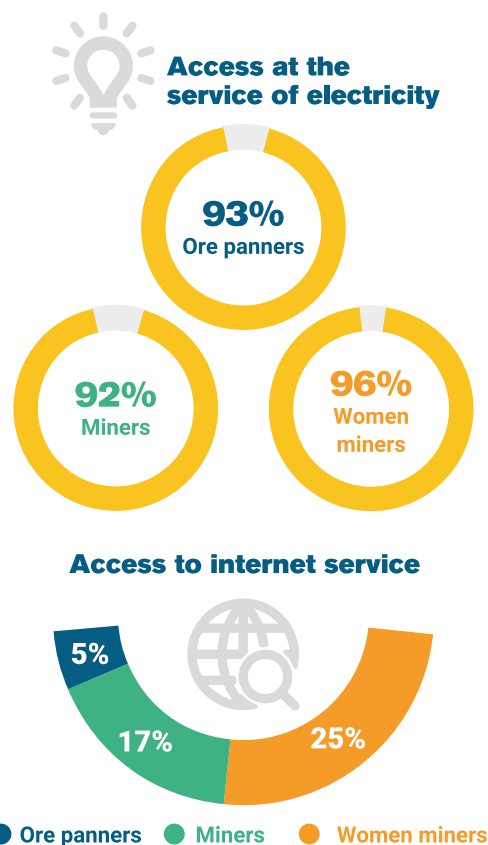 Access at the
service of electricity
93%
Ore panners
92%
Miners
96%
Women
miners
Access to internet service
5%
17%
25%
Ore panners
Miners
Women miners